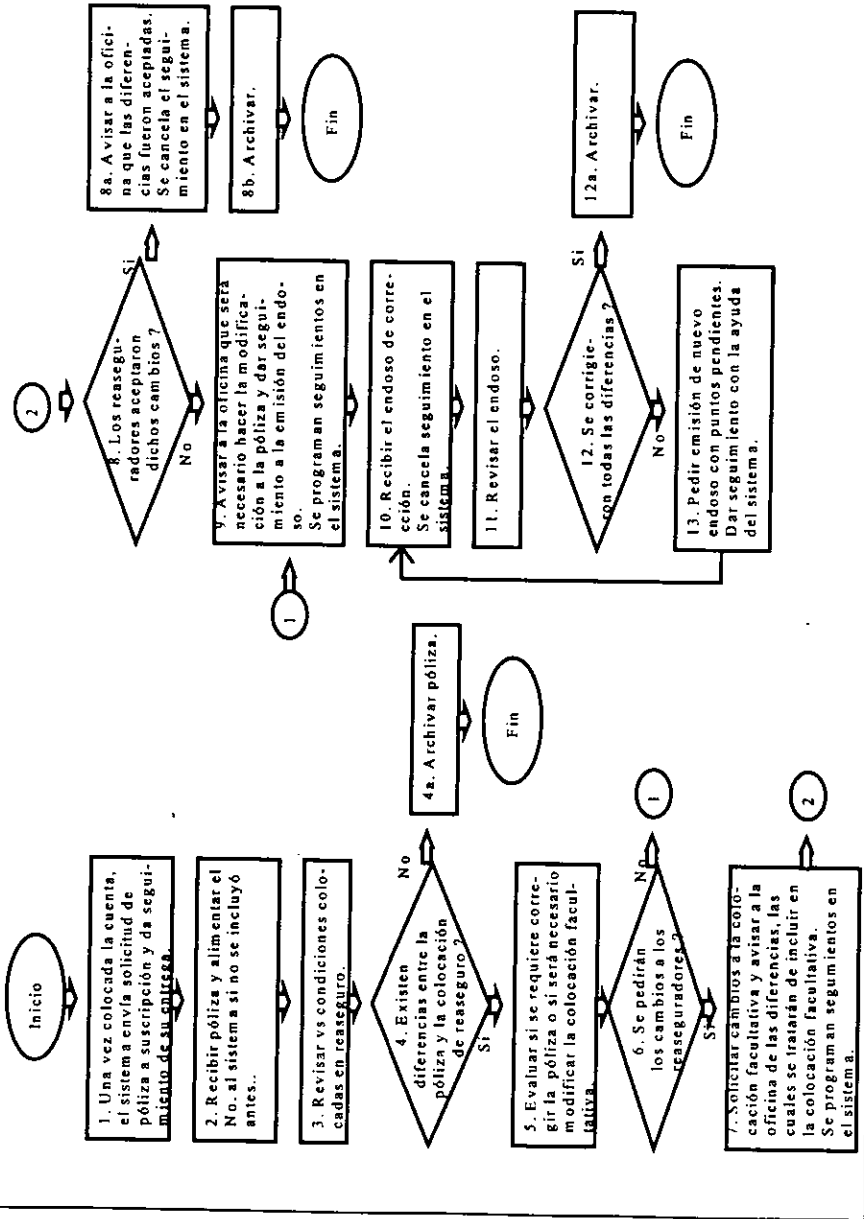 Inicio
1. Una vez colocada la cuenta,
el sistema envía solicitud de
póliza a suscripción y da segui-
miento de su entrega.
2. Recibir póliza y alimentar el
No. al sistema si no se incluyó
antes..
3. Revisar vs condiciones colo-
cadas en reaseguro.
4. Existen
diferencias entre la
póliza y la colocación
de reaseguro ?
No
Si
4a. Archivar póliza.
Fin
5. Evaluar si se requiere corre-
gir la póliza o si será necesario
modificar la colocación facul-
tativa.
6. Se pedirán
los cambios a los
reaseguradores ?
No
1
Si
7. Solicitar cambios a la colo-
cación facultativa y avisar a la
oficina de las diferencias, las
cuales se tratarán de incluir en
la colocación facultativa.
Se programan seguimientos en
el sistema.
2
2
8. Los reasegu-
radores aceptaron
dichos cambios ?
Si
No
8a. Avisar a la ofici-
na que las diferen-
cias fueron aceptadas.
Se cancela el segui-
miento en el sistema.
8b. Archivar.
Fin
1
9. Avisar a la oficina que será
necesario hacer la modifica-
ción a la póliza y dar segui-
miento a la emisión del endo-
so.
Se programan seguimientos en
el sistema.
10. Recibir el endoso de corre-
cción.
Se cancela seguimiento en el
sistema.
11. Revisar el endoso.
12. Se corrigie-
ron todas las diferencias ?
Si
No
12a. Archivar.
Fin
13. Pedir emisión de nuevo
endoso con puntos pendientes.
Dar seguimiento con la ayuda
del sistema.